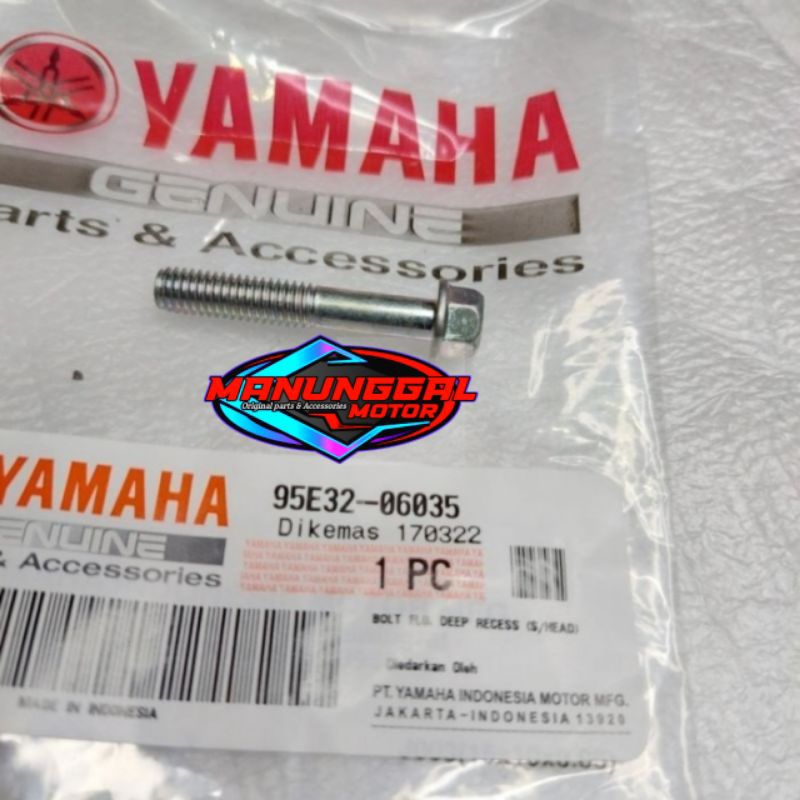 YAMAHA
GENUINE
arts & Accessories
MANUNGGAL
Original parts & Accessories
MOTOR
YAMAHA
95E32-06035
Dikemas 170322
ENUINE
& Accessories
1 PC
BOLT FLG. DEEP RECESS (S/HEAD)
Diedarkan Oleh
PT. YAMAHA INDONESIA MOTOR MFG.
JAKARTA-INDONESIA 13920
MADE IN INDONESIA